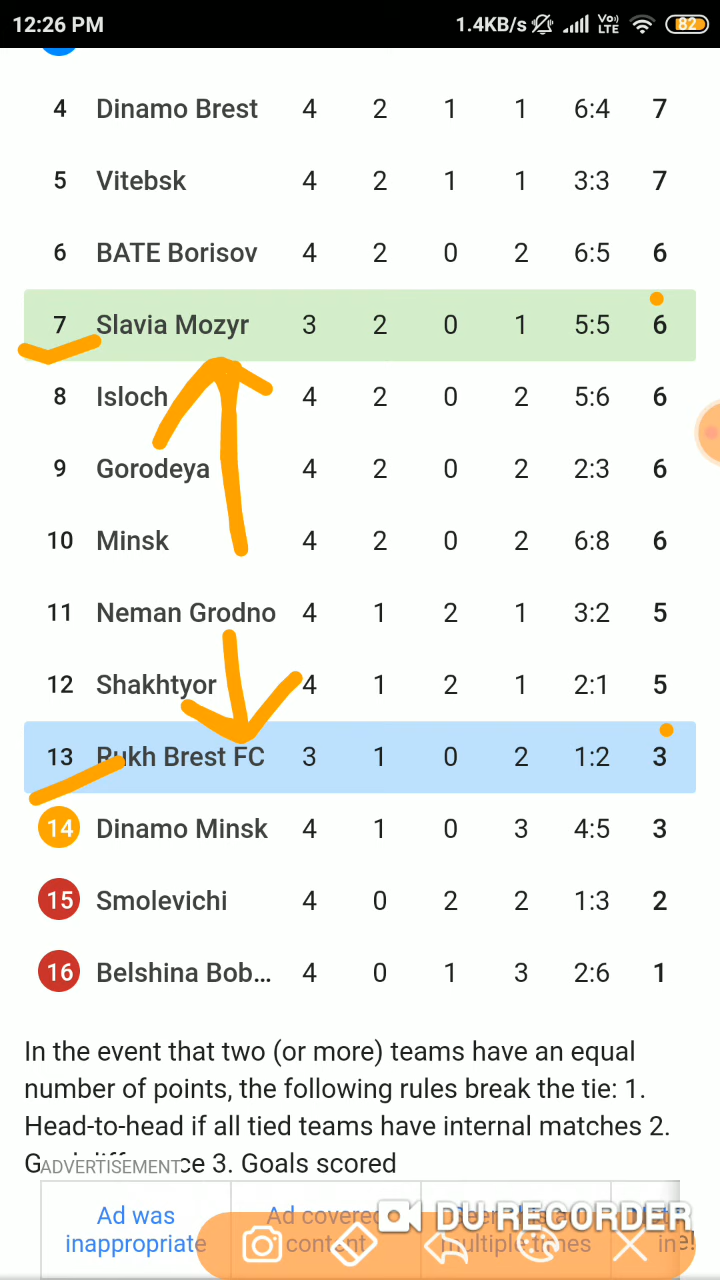 12:26 PM 1.4KB/s Vo)) LTE 82
4 Dinamo Brest 4 2 1 1 6:4 7
5 Vitebsk 4 2 1 1 3:3 7
6 BATE Borisov 4 2 0 2 6:5 6
7 Slavia Mozyr 3 2 0 1 5:5 6
8 Isloch 4 2 0 2 5:6 6
9 Gorodeya 4 2 0 2 2:3 6
10 Minsk 4 2 0 2 6:8 6
11 Neman Grodno 4 1 2 1 3:2 5
12 Shakhtyor 4 1 2 1 2:1 5
13 Rukh Brest FC 3 1 0 2 1:2 3
14 Dinamo Minsk 4 1 0 3 4:5 3
15 Smolevichi 4 0 2 2 1:3 2
16 Belshina Bob... 4 0 1 3 2:6 1
In the event that two (or more) teams have an equal
number of points, the following rules break the tie: 1.
Head-to-head if all tied teams have internal matches 2.
3. Goals scored
ADVERTISEMENT
Ad was
inappropriate
Ad covered
content
multiple times
DU RECORDER